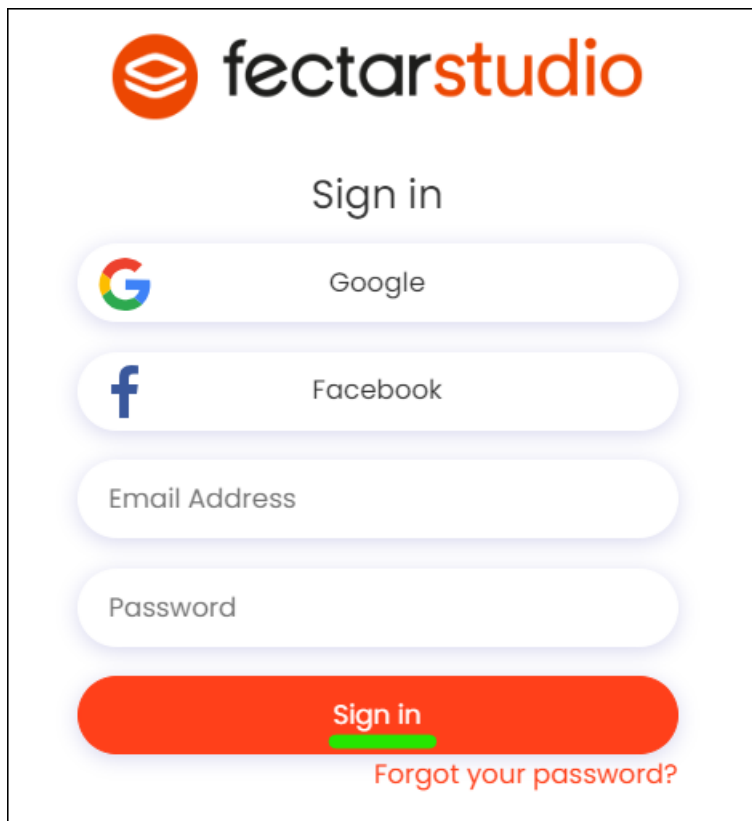 fectarstudio
Sign in
Google
Facebook
Email Address
Password
Sign in
Forgot your password?